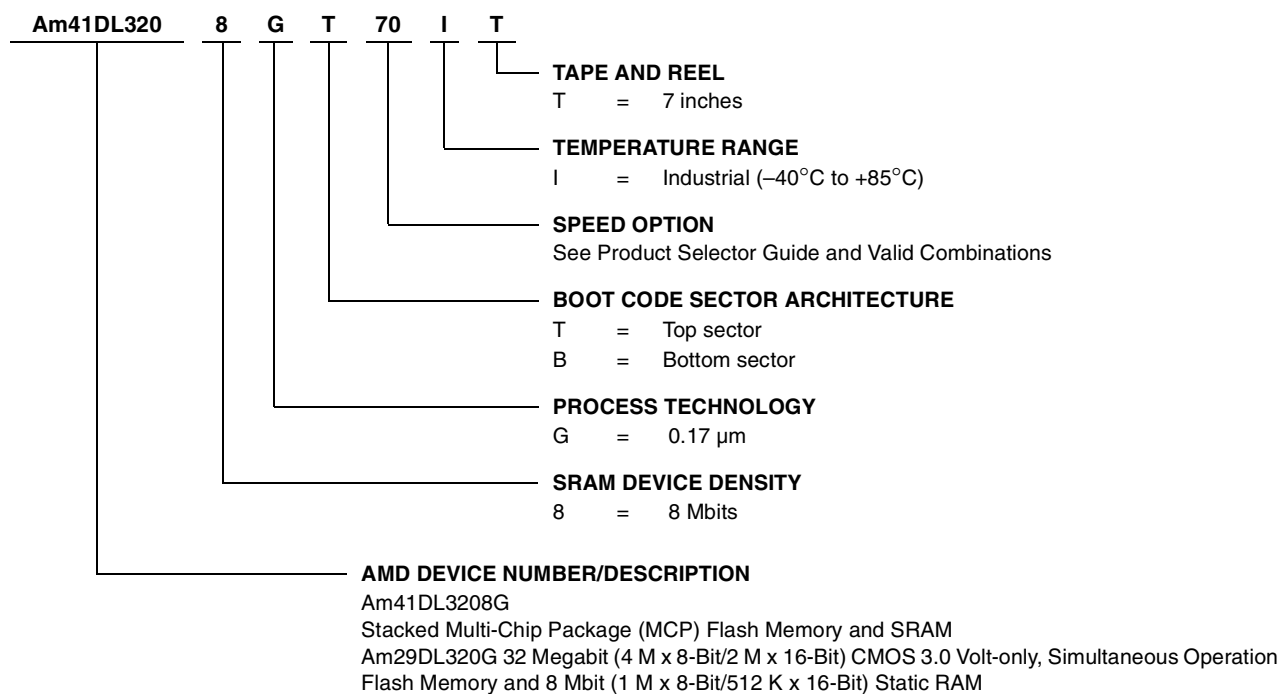 Am41DL320 8 G T 70 I T
TAPE AND REEL
T = 7 inches
TEMPERATURE RANGE
I = Industrial (–40°C to +85°C)
SPEED OPTION
See Product Selector Guide and Valid Combinations
BOOT CODE SECTOR ARCHITECTURE
T = Top sector
B = Bottom sector
PROCESS TECHNOLOGY
G = 0.17 µm
SRAM DEVICE DENSITY
8 = 8 Mbits
AMD DEVICE NUMBER/DESCRIPTION
Am41DL3208G
Stacked Multi-Chip Package (MCP) Flash Memory and SRAM
Am29DL320G 32 Megabit (4 M x 8-Bit/2 M x 16-Bit) CMOS 3.0 Volt-only, Simultaneous Operation
Flash Memory and 8 Mbit (1 M x 8-Bit/512 K x 16-Bit) Static RAM